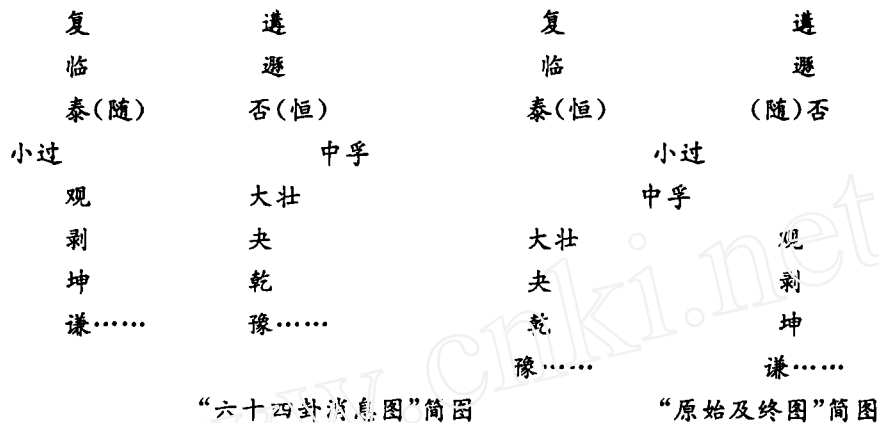 复 遘
临 遯
泰(随) 否(恒)
小过 中孚
观 大壮
剥 夬
坤 乾
谦…… 豫……
“六十四卦消息图”简图
复 遘
临 遯
泰(恒) (随)否
小过
中孚
大壮 观
夬 剥
乾 坤
豫…… 谦……
“原始及终图”简图
www.cnki.net